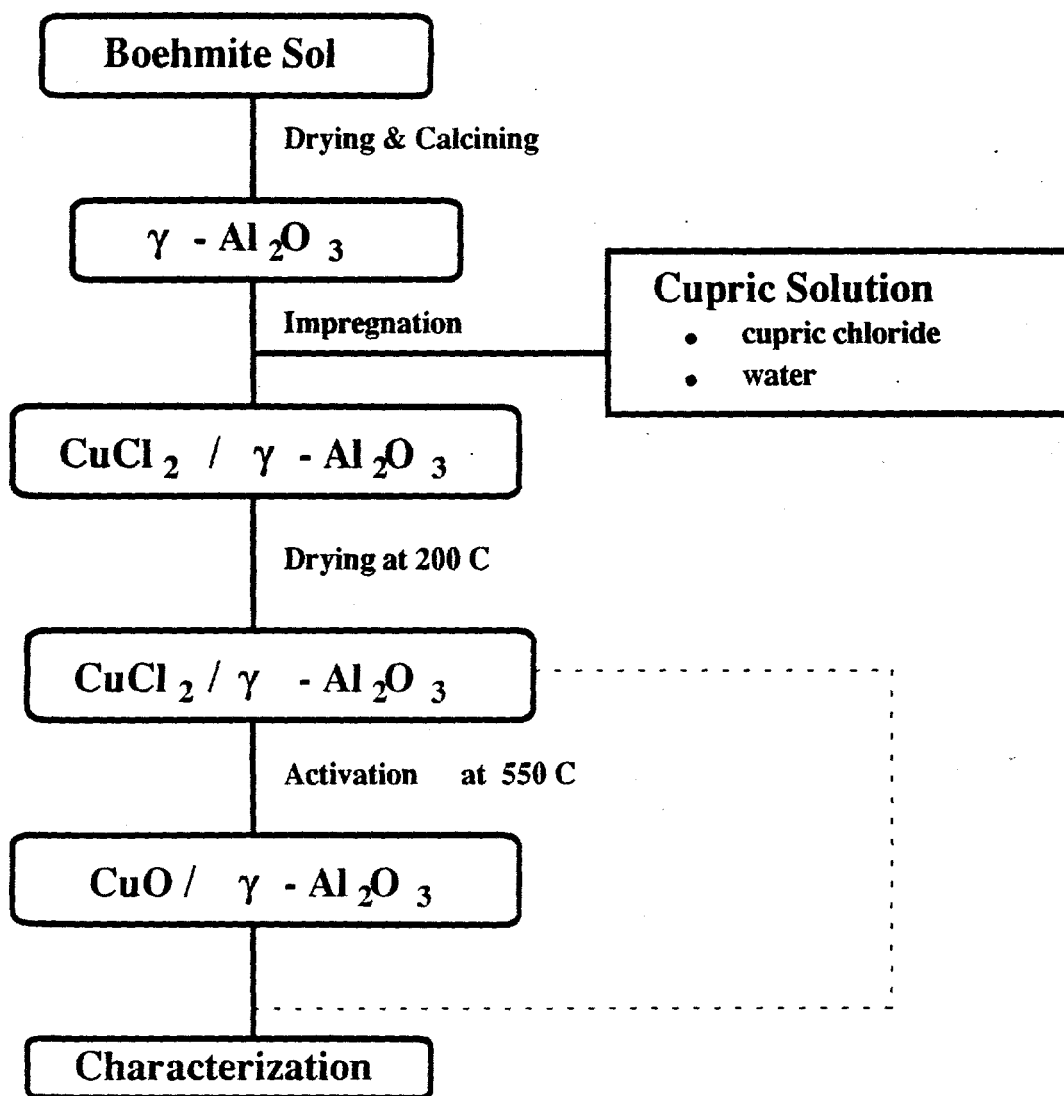 Boehmite Sol
Drying & Calcining
γ - Al2O3
Impregnation
Cupric Solution
• cupric chloride
• water
CuCl2 / γ - Al2O3
Drying at 200 C
CuCl2 / γ - Al2O3
Activation at 550 C
CuO / γ - Al2O3
Characterization